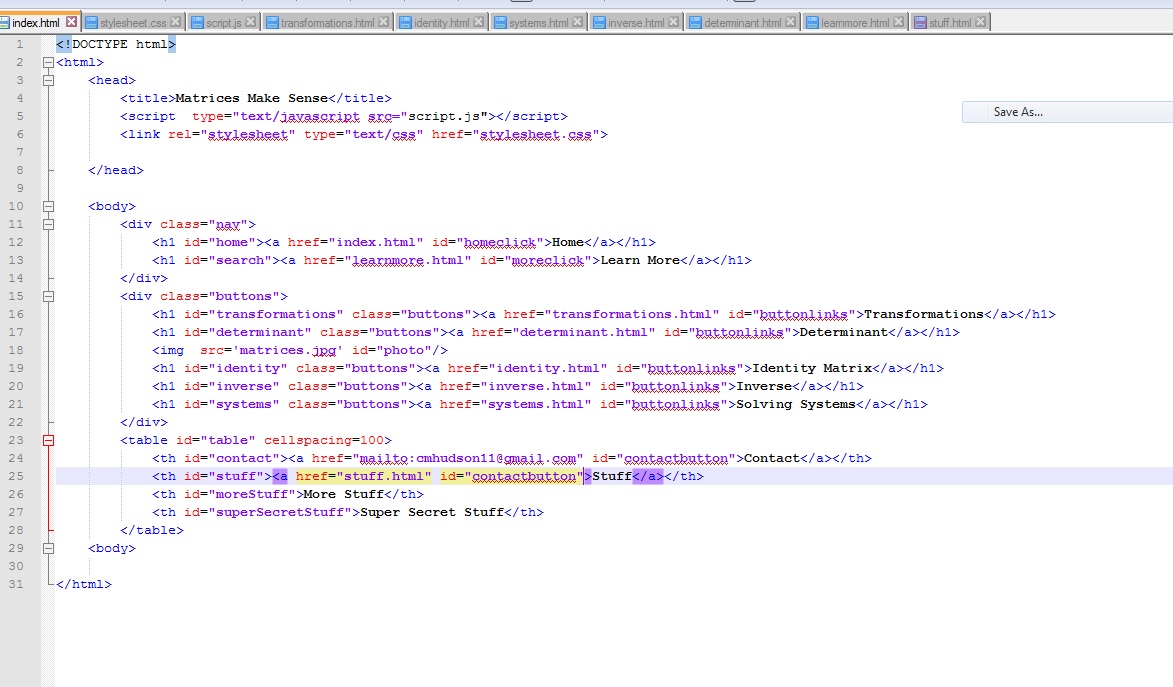 index.html stylesheet.css script.js transformations.html identity.html systems.html inverse.html determinant.html learnmore.html stuff.html
1 <!DOCTYPE html>
2 <html>
3 <head>
4 <title>Matrices Make Sense</title>
5 <script  type="text/javascript src="script.js"></script>
6 <link rel="stylesheet" type="text/css" href="stylesheet.css">
Save As...
7
8 </head>
9
10 <body>
11 <div class="nav">
12 <h1 id="home"><a href="index.html" id="homeclick">Home</a></h1>
13 <h1 id="search"><a href="learnmore.html" id="moreclick">Learn More</a></h1>
14 </div>
15 <div class="buttons">
16 <h1 id="transformations" class="buttons"><a href="transformations.html" id="buttonlinks">Transformations</a></h1>
17 <h1 id="determinant" class="buttons"><a href="determinant.html" id="buttonlinks">Determinant</a></h1>
18 <img  src='matrices.jpg' id="photo"/>
19 <h1 id="identity" class="buttons"><a href="identity.html" id="buttonlinks">Identity Matrix</a></h1>
20 <h1 id="inverse" class="buttons"><a href="inverse.html" id="buttonlinks">Inverse</a></h1>
21 <h1 id="systems" class="buttons"><a href="systems.html" id="buttonlinks">Solving Systems</a></h1>
22 </div>
23 <table id="table" cellspacing=100>
24 <th id="contact"><a href="mailto:cmhudson11@gmail.com" id="contactbutton">Contact</a></th>
25 <th id="stuff"><a href="stuff.html" id="contactbutton">Stuff</a></th>
26 <th id="moreStuff">More Stuff</th>
27 <th id="superSecretStuff">Super Secret Stuff</th>
28 </table>
29 <body>
30
31 </html>